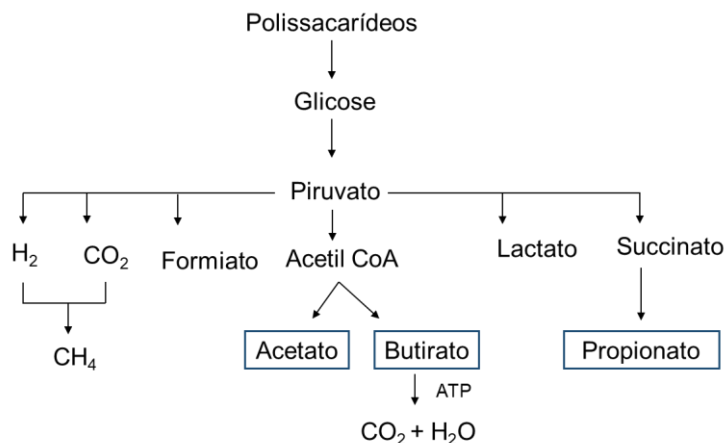 Polissacarídeos
Glicose
Piruvato
H₂ CO₂ Formiato Acetil CoA Lactato Succinato
CH₄ Acetato Butirato Propionato
ATP
CO₂ + H₂O